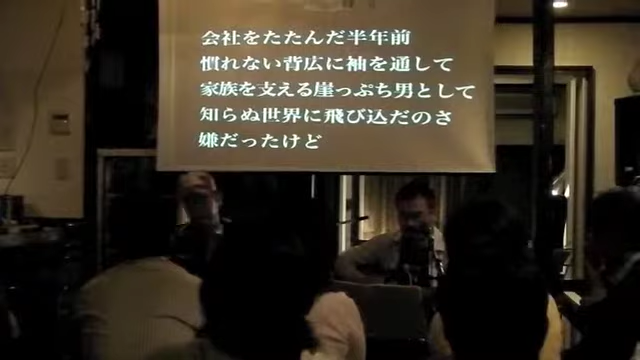 会社をたたんだ半年前
慣れない背広に袖を通して
家族を支える崖っぷち男として
知らぬ世界に飛び込だのさ
嫌だったけど